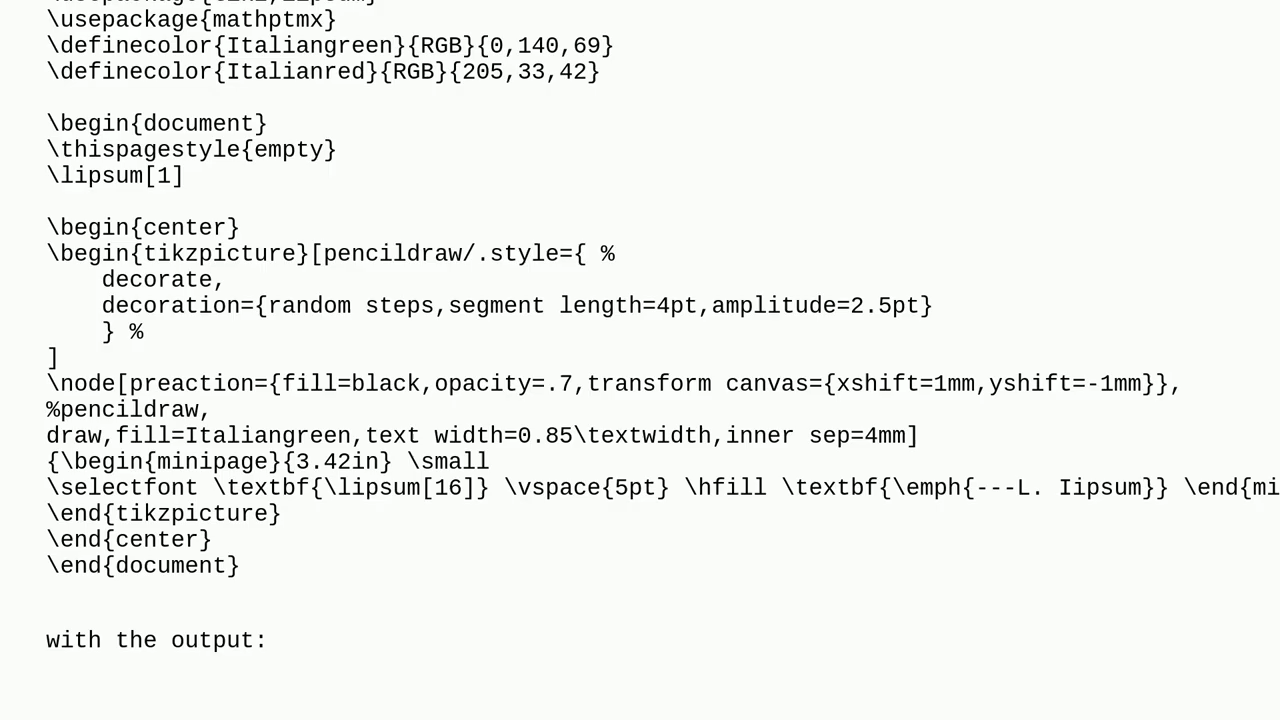 \usepackage{mathptmx}
\definecolor{Italiangreen}{RGB}{0,140,69}
\definecolor{Italianred}{RGB}{205,33,42}
\begin{document}
\thispagestyle{empty}
\lipsum[1]
\begin{center}
\begin{tikzpicture}[pencildraw/.style={ %
    decorate,
    decoration={random steps,segment length=4pt,amplitude=2.5pt}
    } %
]
\node[preaction={fill=black,opacity=.7,transform canvas={xshift=1mm,yshift=-1mm}},
%pencildraw,
draw,fill=Italiangreen,text width=0.85\textwidth,inner sep=4mm]
{\begin{minipage}{3.42in} \small
\selectfont \textbf{\lipsum[16]} \vspace{5pt} \hfill \textbf{\emph{---L. Iipsum}} \end{mi
\end{tikzpicture}
\end{center}
\end{document}
with the output: